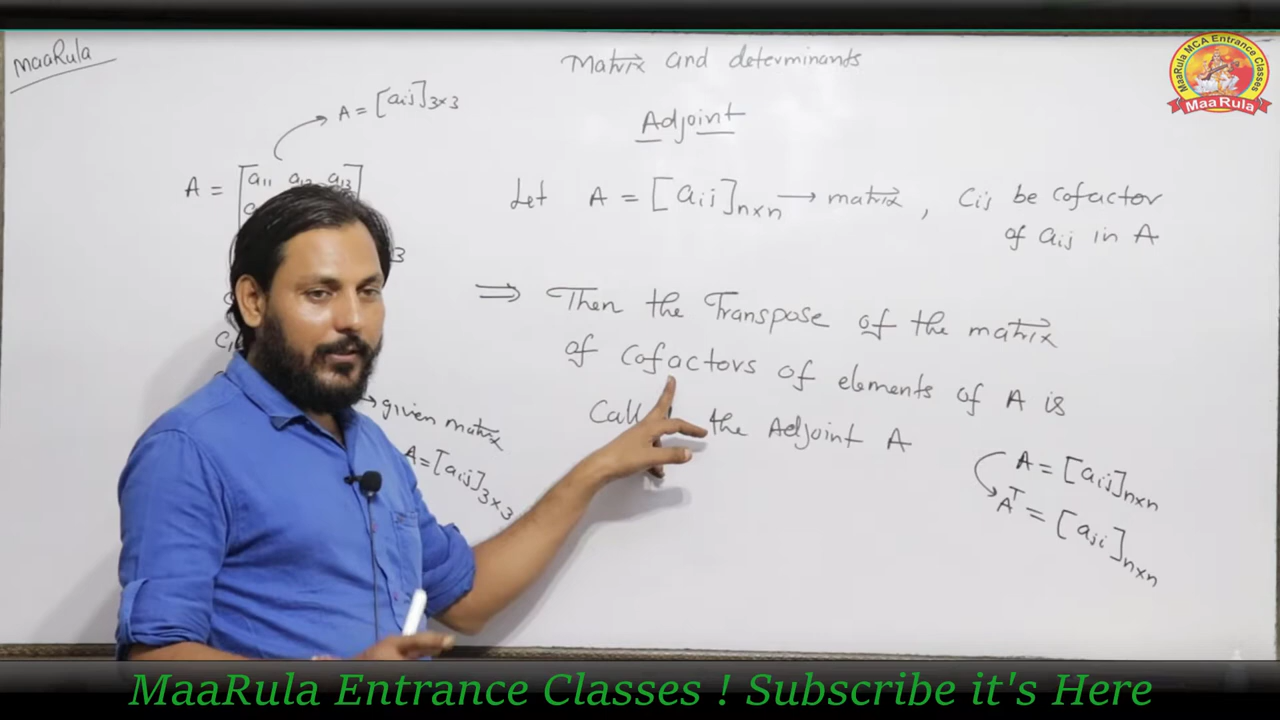 MaaRula
Matrix and determinants
MaaRula MCA Entrance Classes
MaaRula
A = [aij]3×3
Adjoint
A = [a11 a12 a13
Let A = [aij]n×n → matrix, Cij be cofactor
of aij in A
3
⇒ Then the Transpose of the matrix
of Cofactors of elements of A is
Call the Adjoint A
→ given matrix
A = [aij]3×3
A = [aij]n×n
Aᵀ = [aji]n×n
MaaRula Entrance Classes ! Subscribe it's Here